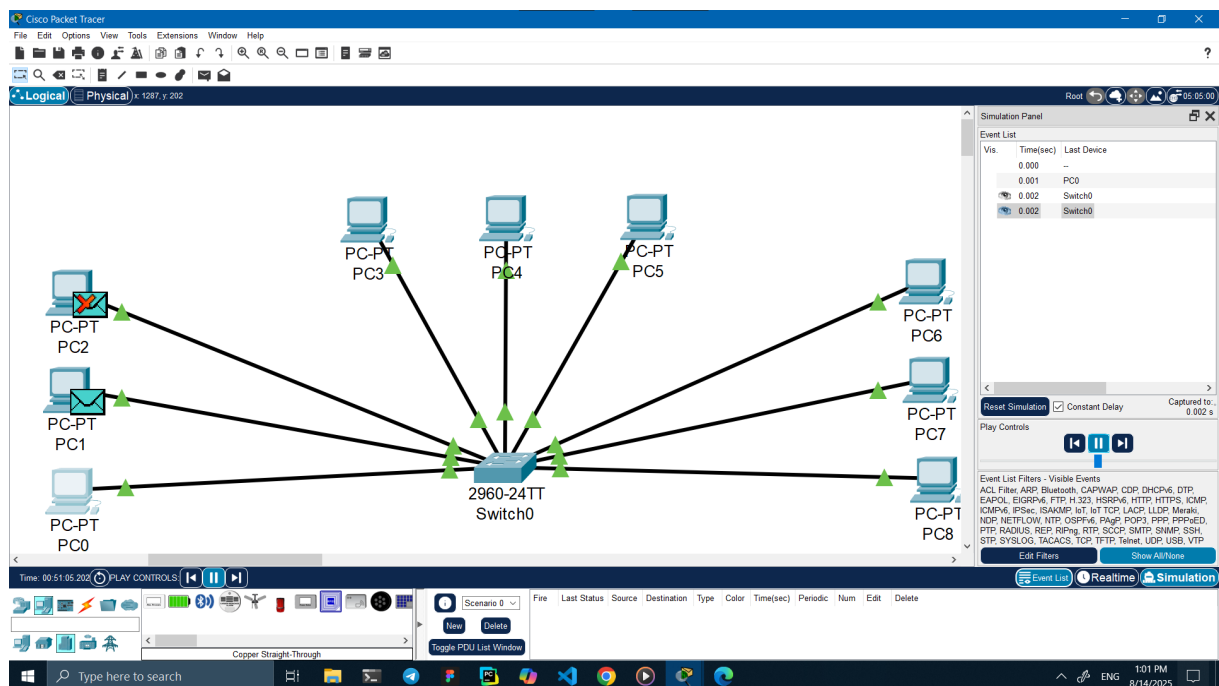 Cisco Packet Tracer
File Edit Options View Tools Extensions Window Help
?
Logical Physical x: 1287, y: 202
Root 05:05:00
PC-PT
PC3
PC-PT
PC4
PC-PT
PC5
PC-PT
PC2
PC-PT
PC6
PC-PT
PC1
PC-PT
PC7
2960-24TT
Switch0
PC-PT
PC0
PC-PT
PC8
Simulation Panel
Event List
Vis. Time(sec) Last Device
0.000 --
0.001 PC0
0.002 Switch0
0.002 Switch0
Reset Simulation Constant Delay Captured to:.
0.002 s
Play Controls
Event List Filters - Visible Events
ACL Filter, ARP, Bluetooth, CAPWAP, CDP, DHCPv6, DTP,
EAPOL, EIGRPv6, FTP, H.323, HSRPv6, HTTP, HTTPS, ICMP,
ICMPv6, IPSec, ISAKMP, IoT, IoT TCP, LACP, LLDP, Meraki,
NDP, NETFLOW, NTP, OSPFv6, PAgP, POP3, PPP, PPPoED,
PTP, RADIUS, REP, RIPng, RTP, SCCP, SMTP, SNMP, SSH,
STP, SYSLOG, TACACS, TCP, TFTP, Telnet, UDP, USB, VTP
Edit Filters Show All/None
Time: 00:51:05.202 PLAY CONTROLS:
Event List Realtime Simulation
Scenario 0
New Delete
Toggle PDU List Window
Fire Last Status Source Destination Type Color Time(sec) Periodic Num Edit Delete
Copper Straight-Through
Type here to search
ENG
1:01 PM
8/14/2025